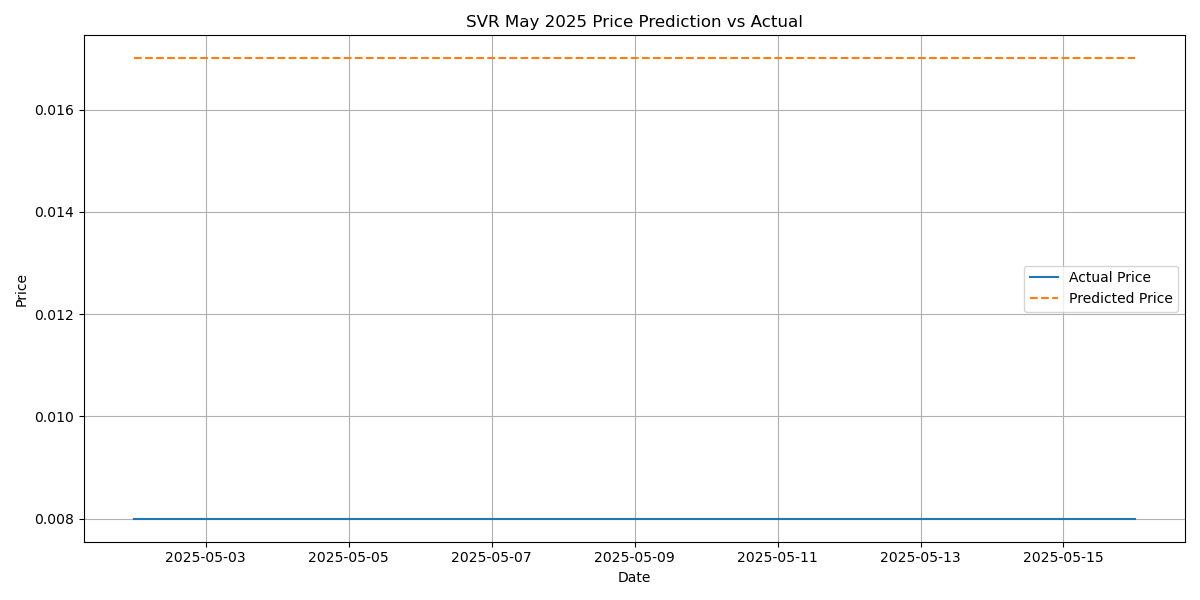 SVR May 2025 Price Prediction vs Actual
0.016
0.014
0.012
0.010
0.008
Price
Actual Price
Predicted Price
2025-05-03 2025-05-05 2025-05-07 2025-05-09 2025-05-11 2025-05-13 2025-05-15
Date